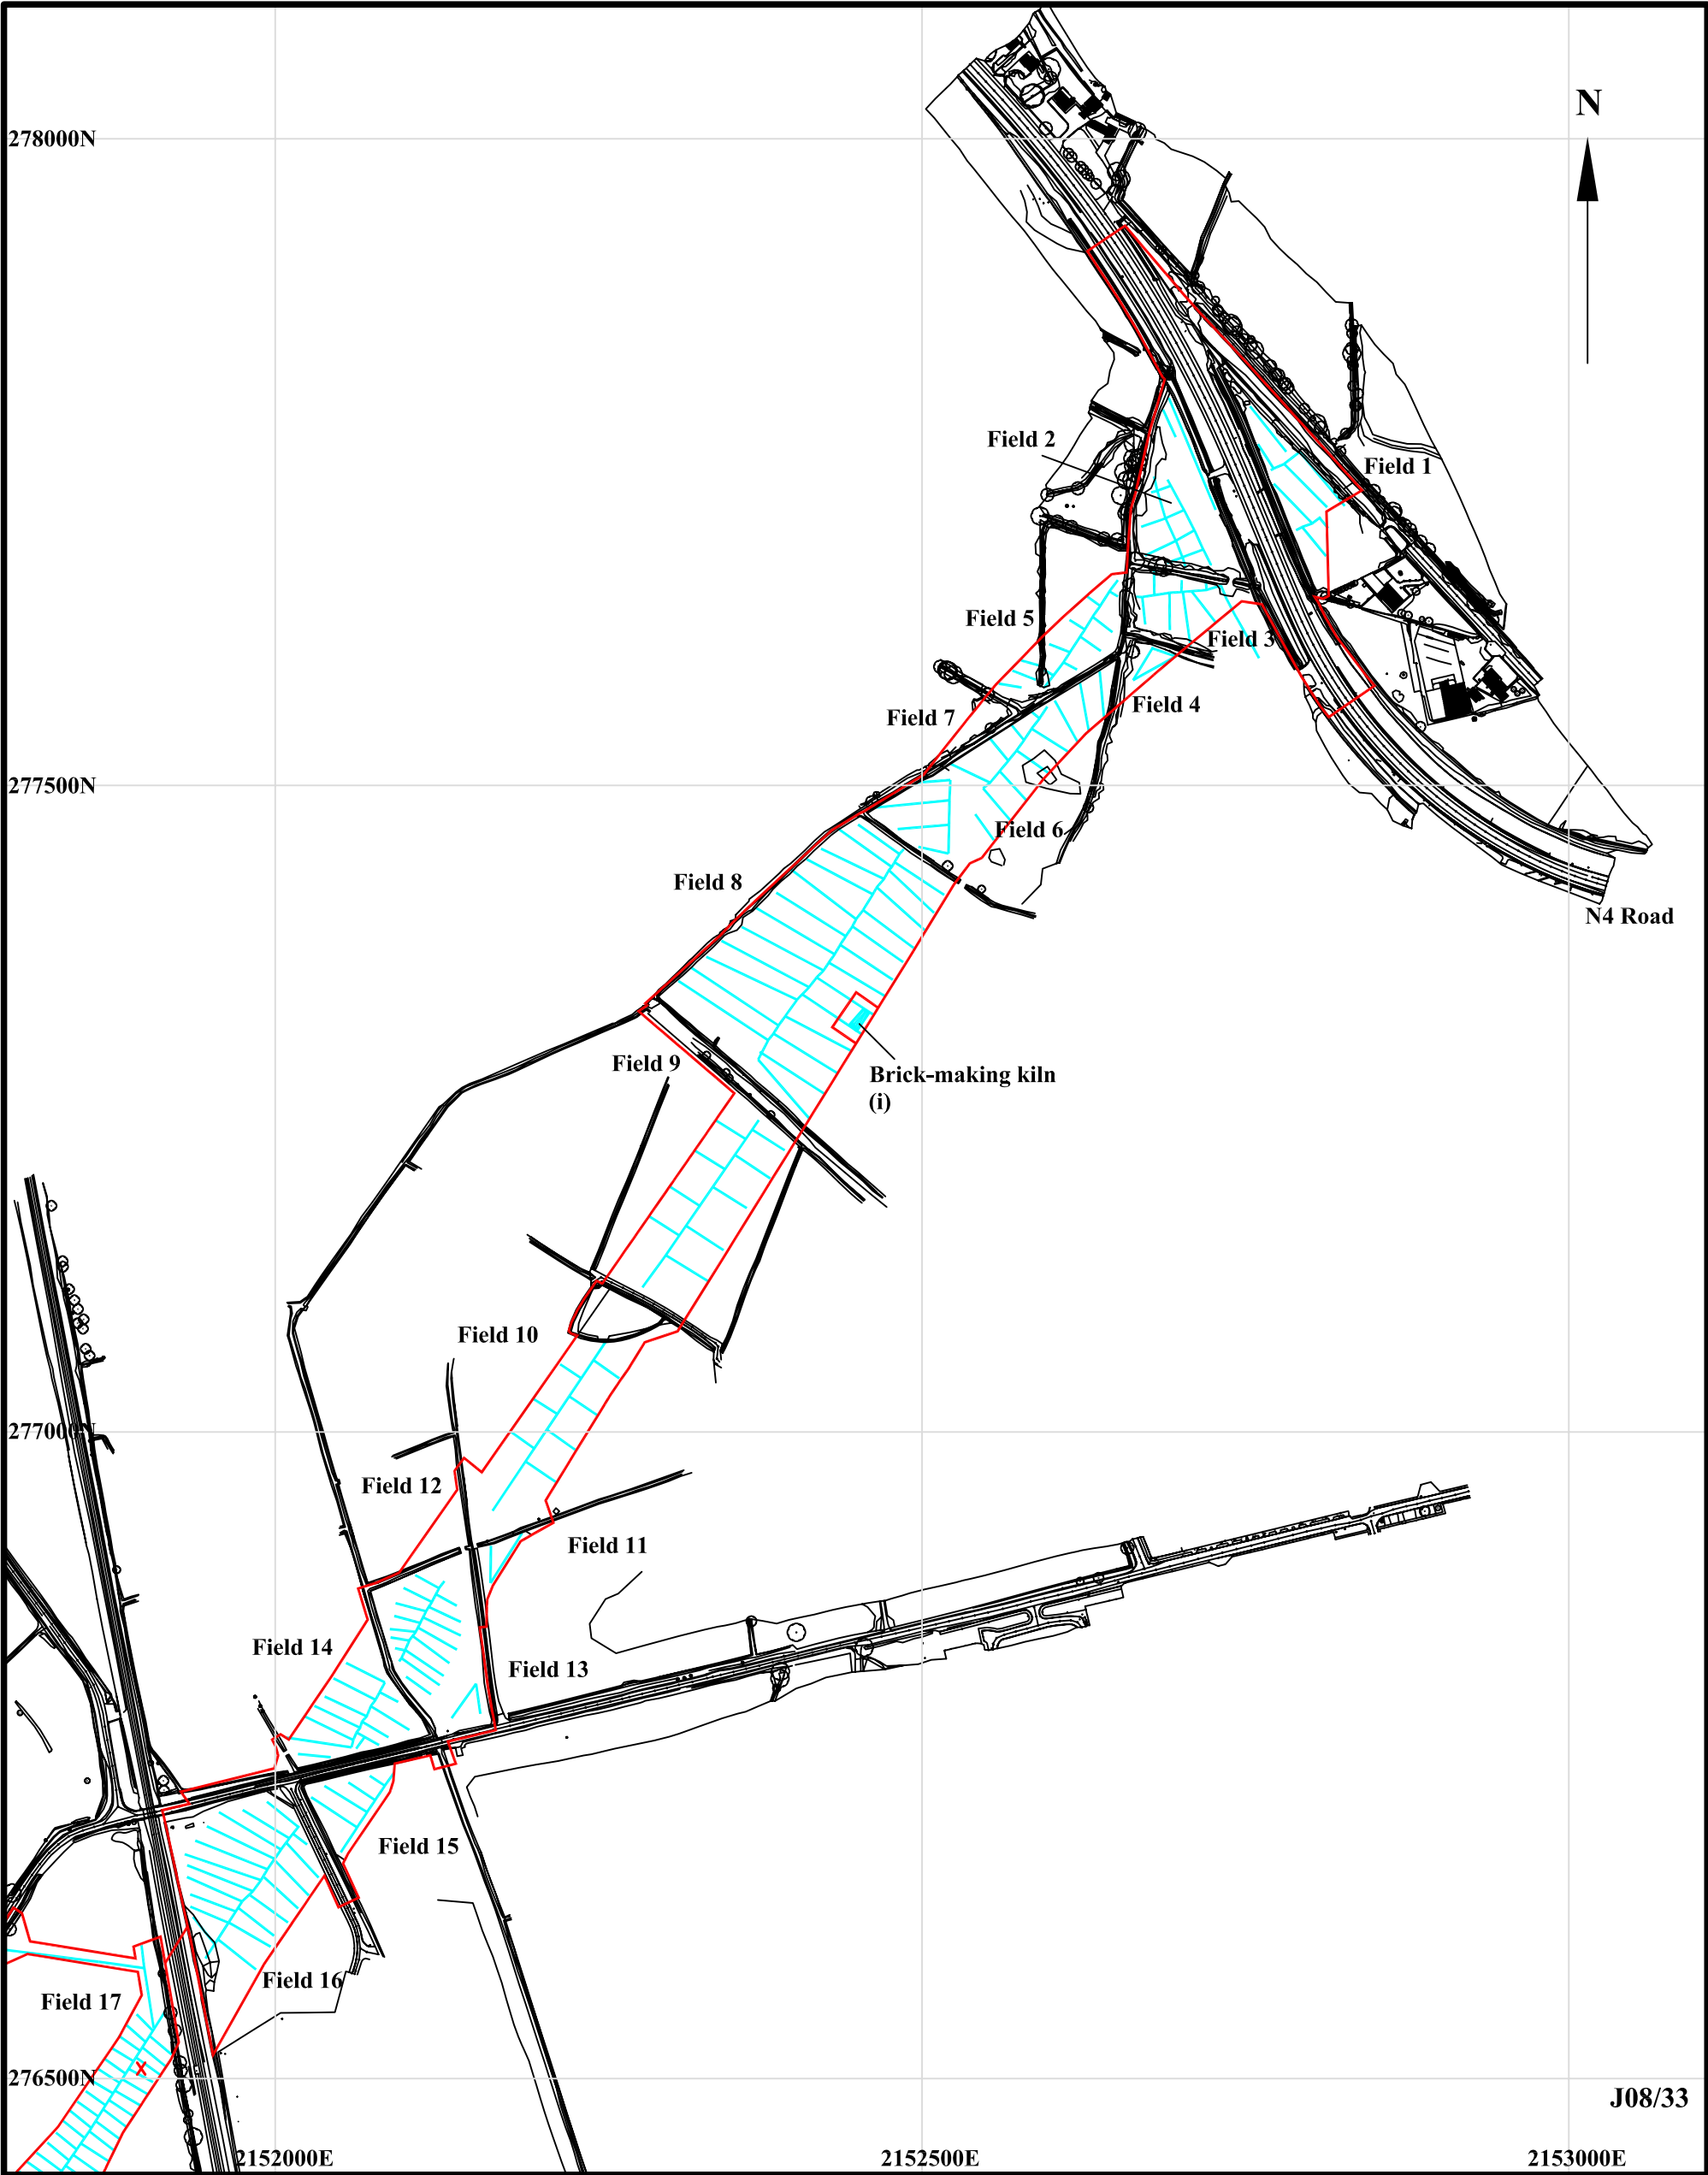 N
278000N
Field 2
Field 1
Field 5
Field 3
Field 4
Field 7
277500N
Field 6
Field 8
N4 Road
Field 9
Brick-making kiln
(i)
Field 10
277000N
Field 12
Field 11
Field 14
Field 13
Field 15
Field 16
Field 17
X
276500N
J08/33
2152000E
2152500E
2153000E